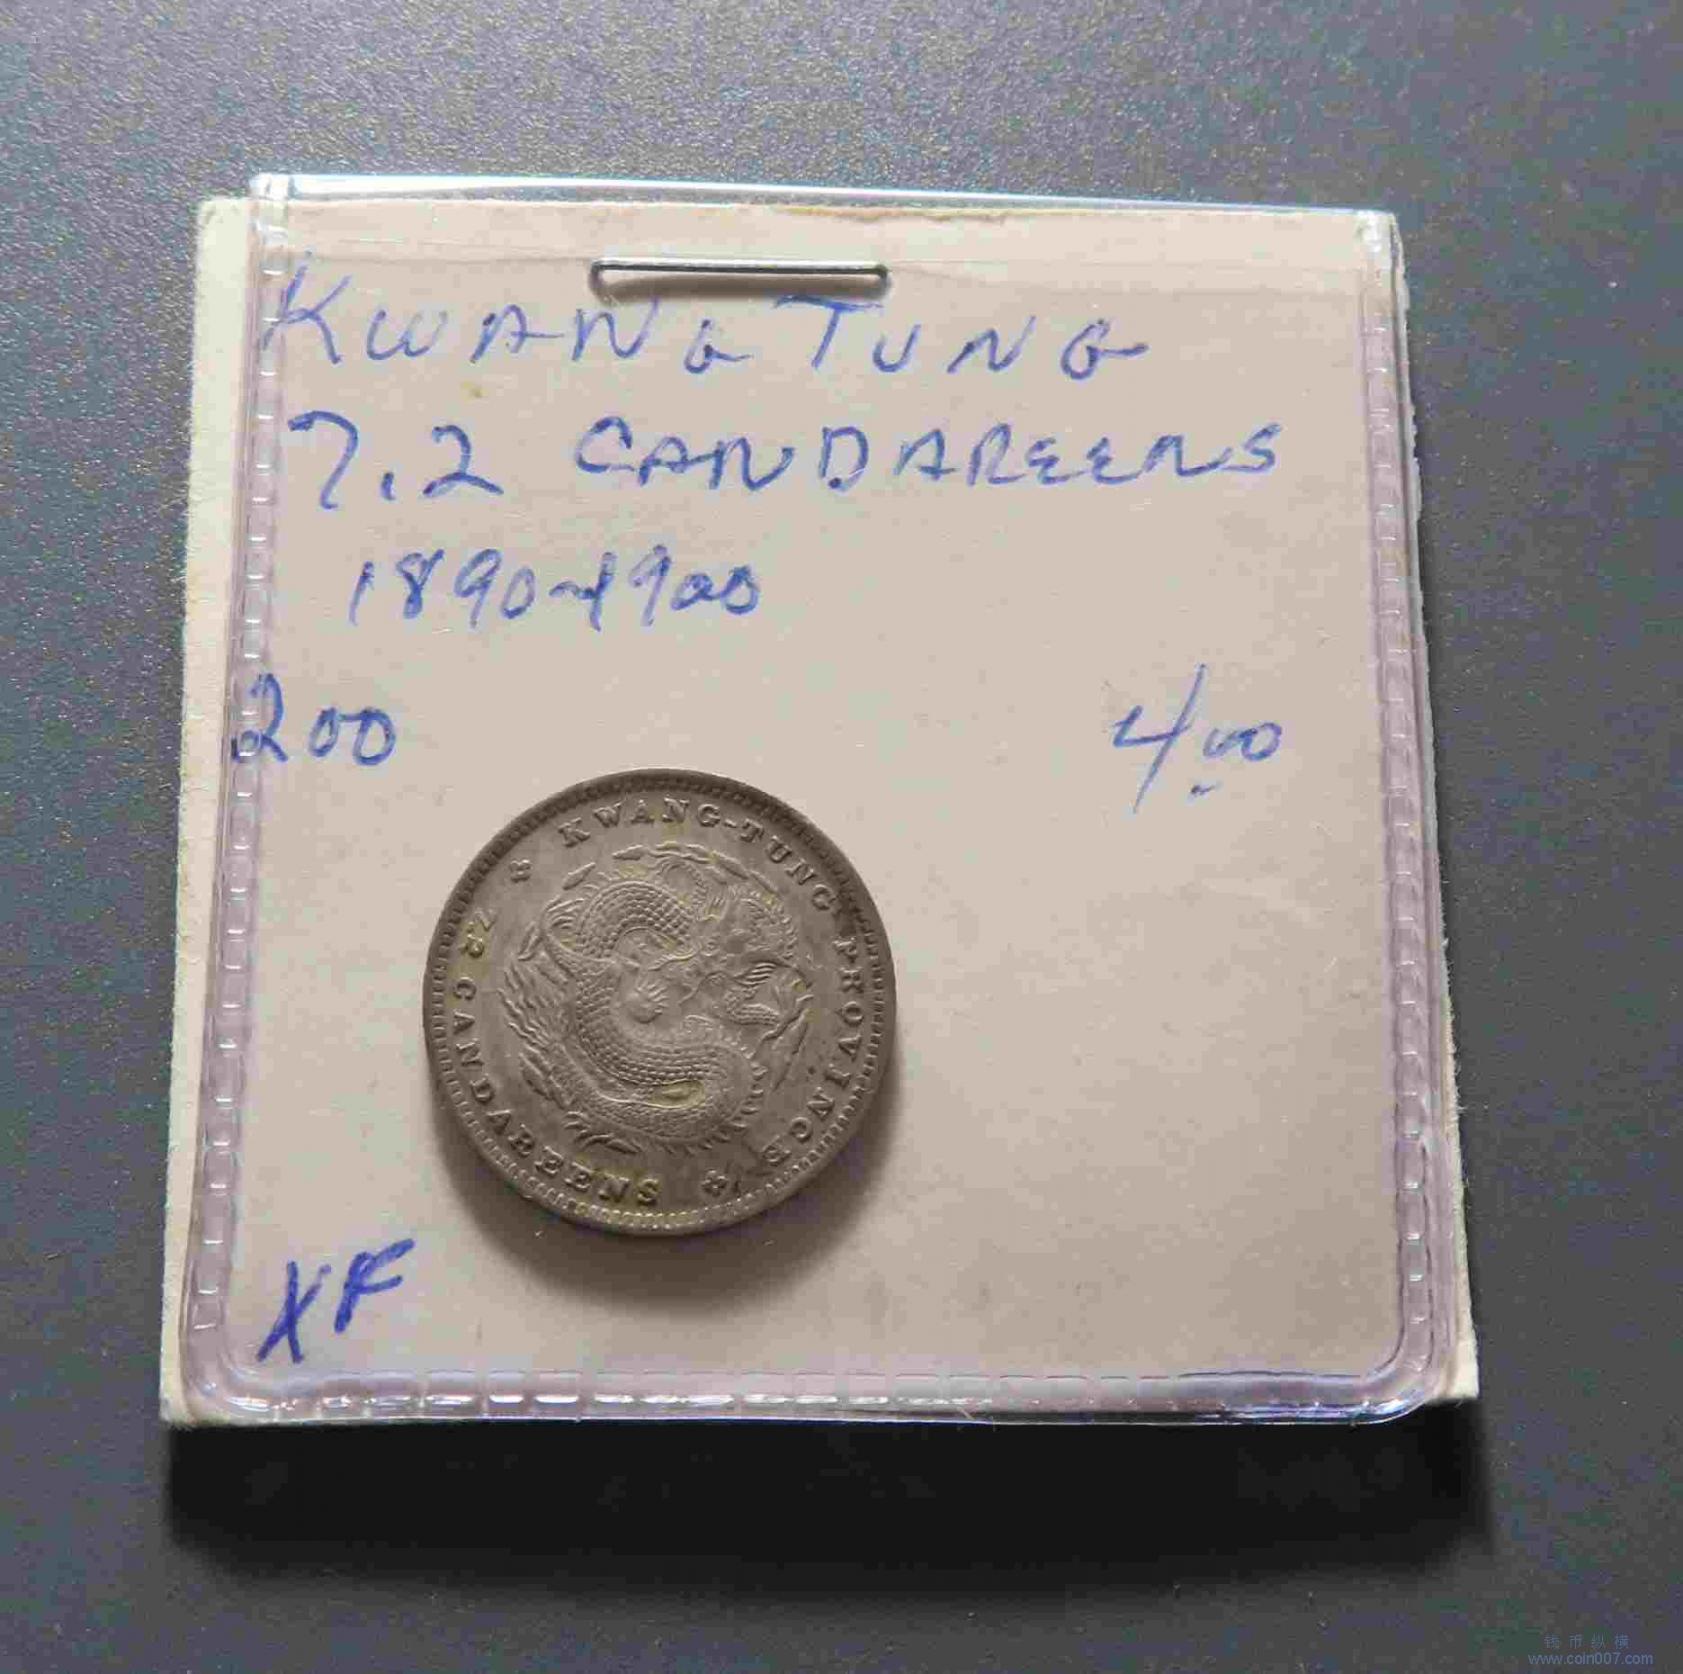 KWANG TUNG
7.2 CANDAREENS
1890-1900
200 4.00
KWANG-TUNG PROVINCE
7.2 CANDAREENS
XF
钱币纵横
www.coin007.com